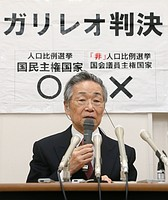 ガリレオ判決
人口比例選挙
国民主権国家
「非」人口比例選挙
国会議員主権国家
○ ×